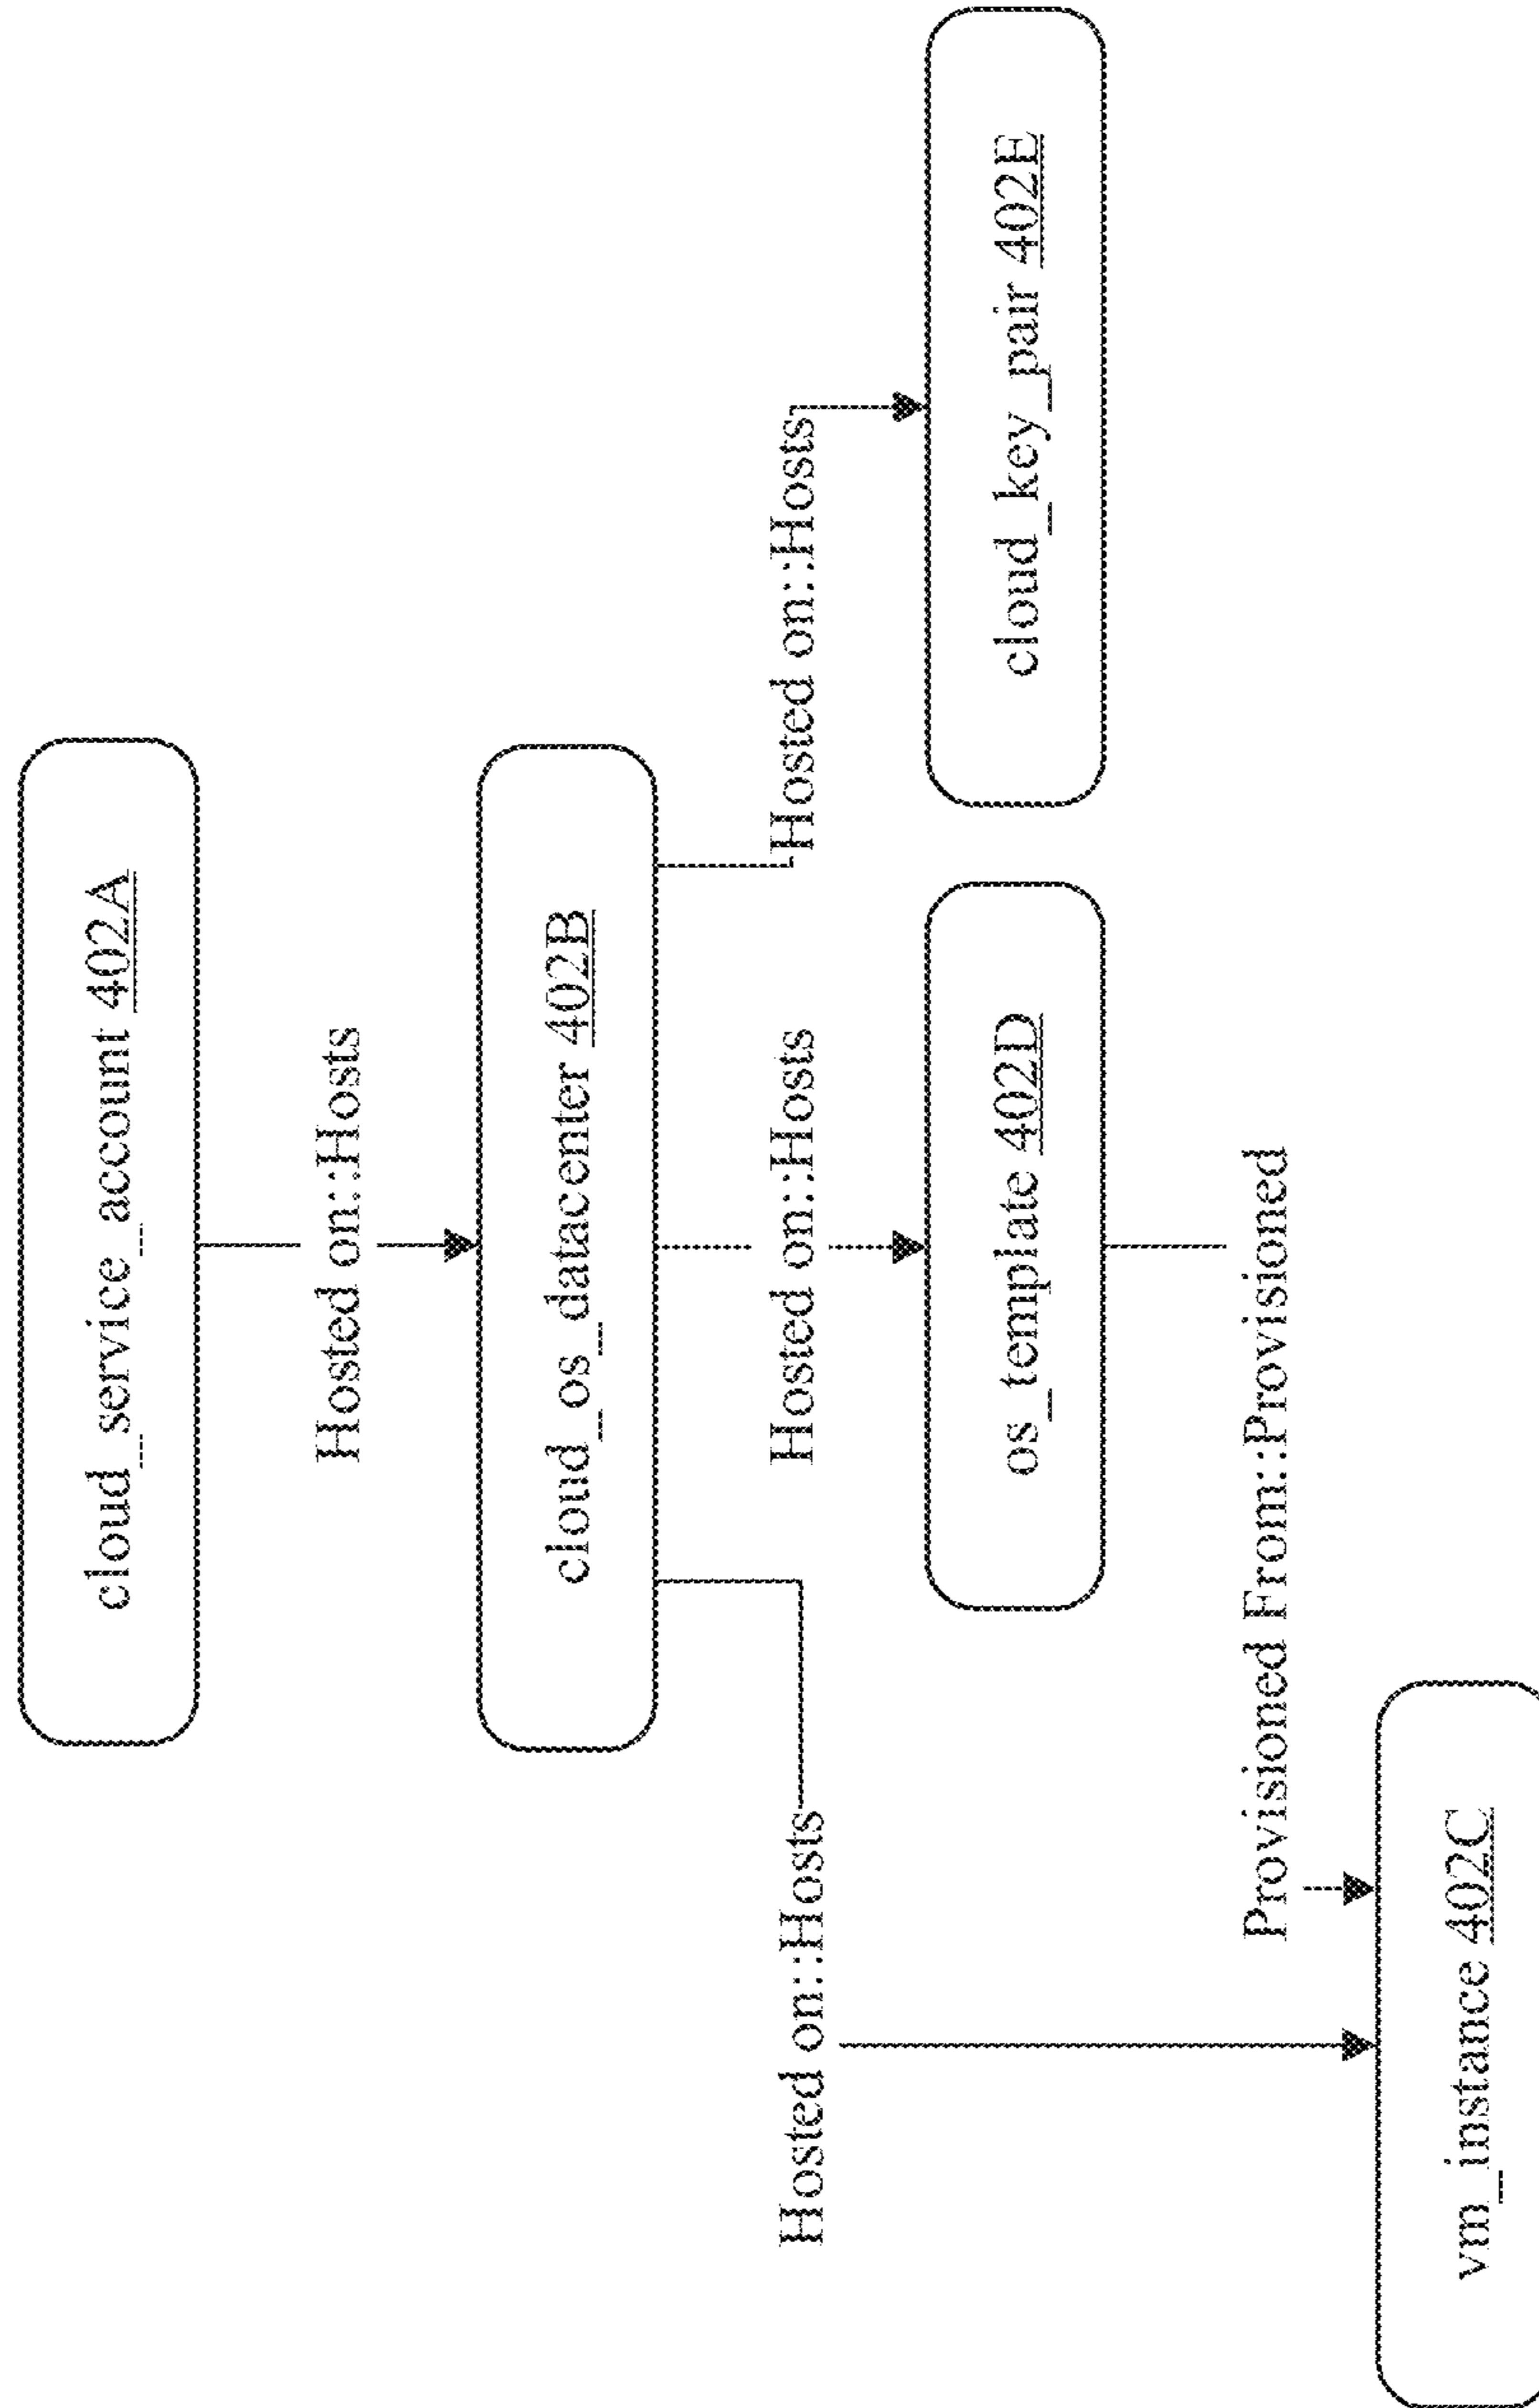 cloud_service_account 402A
Hosted on::Hosts
cloud_os_datacenter 402B
Hosted on::Hosts
Hosted on::Hosts
Hosted on::Hosts
os_template 402D
cloud_key_pair 402E
Provisioned From::Provisioned
vm_instance 402C